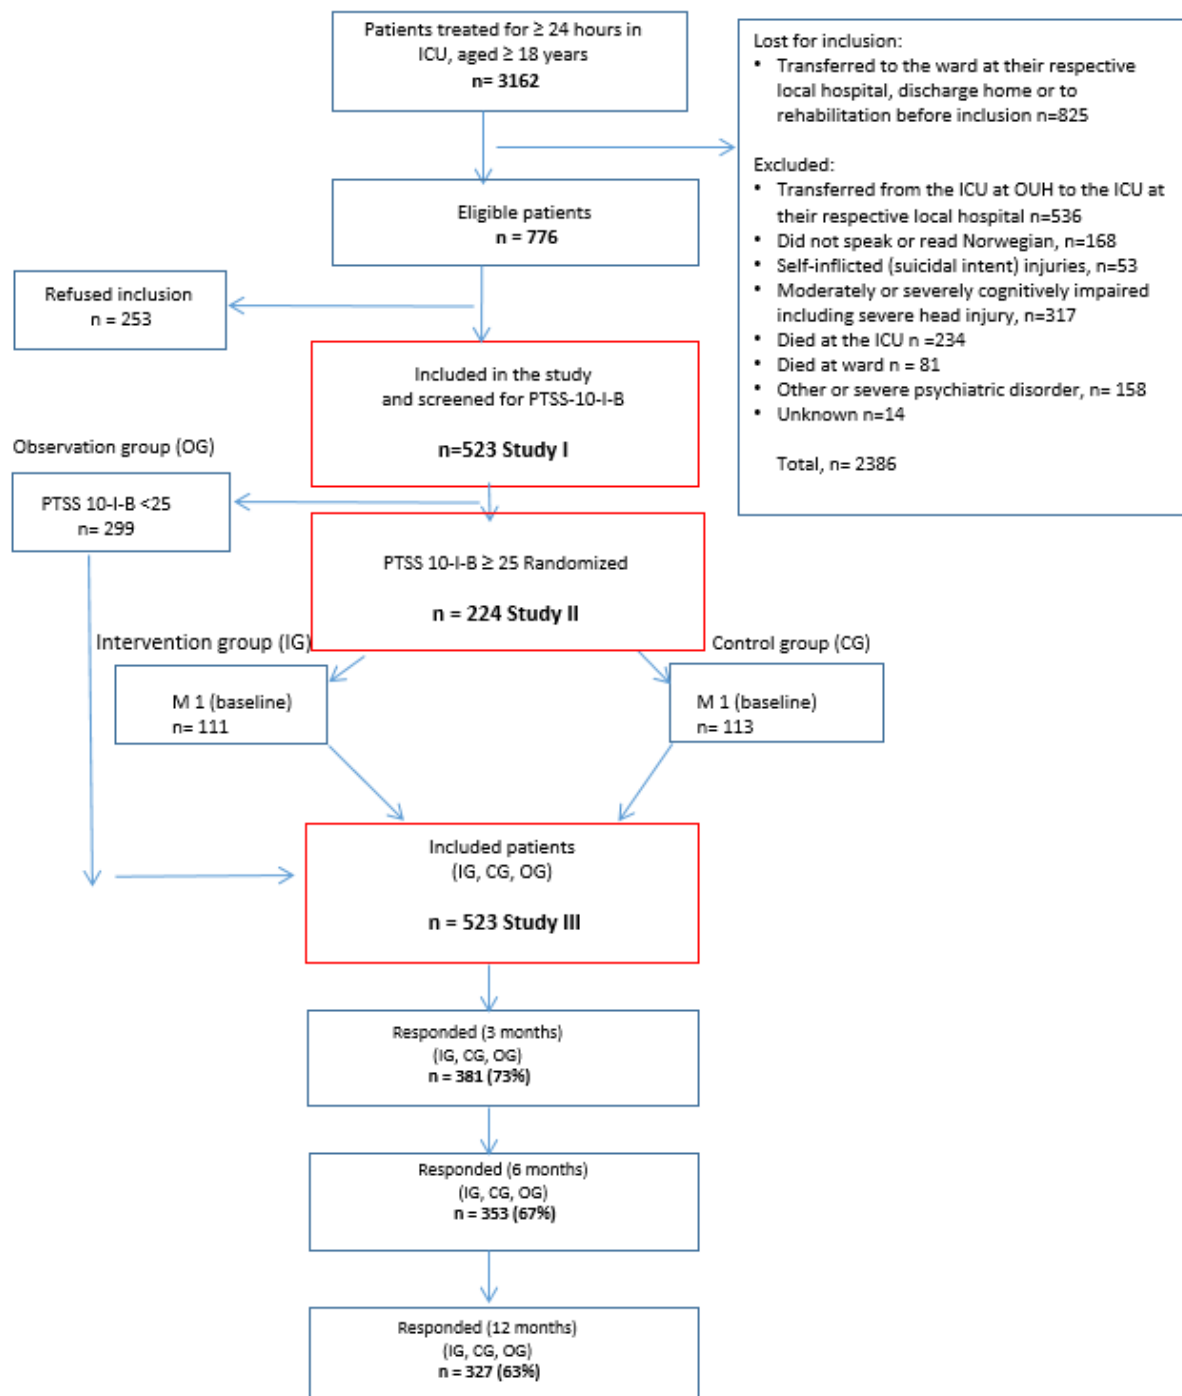 Patients treated for ≥ 24 hours in
ICU, aged ≥ 18 years
n= 3162
Lost for inclusion:
• Transferred to the ward at their respective
local hospital, discharge home or to
rehabilitation before inclusion n=825
Excluded:
• Transferred from the ICU at OUH to the ICU at
their respective local hospital n=536
• Did not speak or read Norwegian, n=168
• Self-inflicted (suicidal intent) injuries, n=53
• Moderately or severely cognitively impaired
including severe head injury, n=317
• Died at the ICU n =234
• Died at ward n = 81
• Other or severe psychiatric disorder, n= 158
• Unknown n=14
Total, n= 2386
Eligible patients
n = 776
Refused inclusion
n = 253
Included in the study
and screened for PTSS-10-I-B
n=523 Study I
Observation group (OG)
PTSS 10-I-B <25
n= 299
PTSS 10-I-B ≥ 25 Randomized
n = 224 Study II
Intervention group (IG)
M 1 (baseline)
n= 111
Control group (CG)
M 1 (baseline)
n= 113
Included patients
(IG, CG, OG)
n = 523 Study III
Responded (3 months)
(IG, CG, OG)
n = 381 (73%)
Responded (6 months)
(IG, CG, OG)
n = 353 (67%)
Responded (12 months)
(IG, CG, OG)
n = 327 (63%)